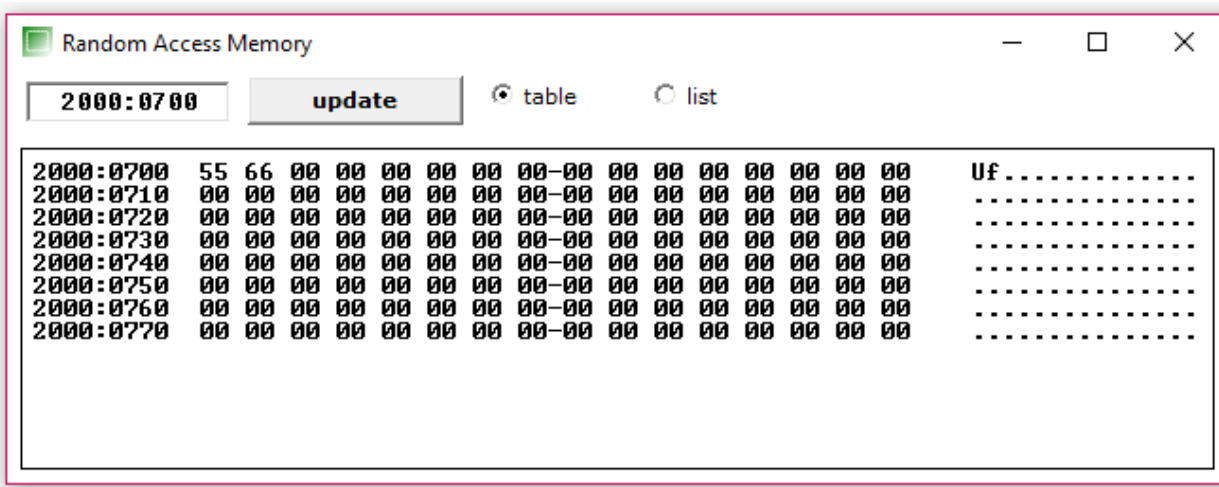 Random Access Memory
2000:0700 update table list
2000:0700 55 66 00 00 00 00 00 00-00 00 00 00 00 00 00 00 Uf.............
2000:0710 00 00 00 00 00 00 00 00-00 00 00 00 00 00 00 00 ...............
2000:0720 00 00 00 00 00 00 00 00-00 00 00 00 00 00 00 00 ...............
2000:0730 00 00 00 00 00 00 00 00-00 00 00 00 00 00 00 00 ...............
2000:0740 00 00 00 00 00 00 00 00-00 00 00 00 00 00 00 00 ...............
2000:0750 00 00 00 00 00 00 00 00-00 00 00 00 00 00 00 00 ...............
2000:0760 00 00 00 00 00 00 00 00-00 00 00 00 00 00 00 00 ...............
2000:0770 00 00 00 00 00 00 00 00-00 00 00 00 00 00 00 00 ...............